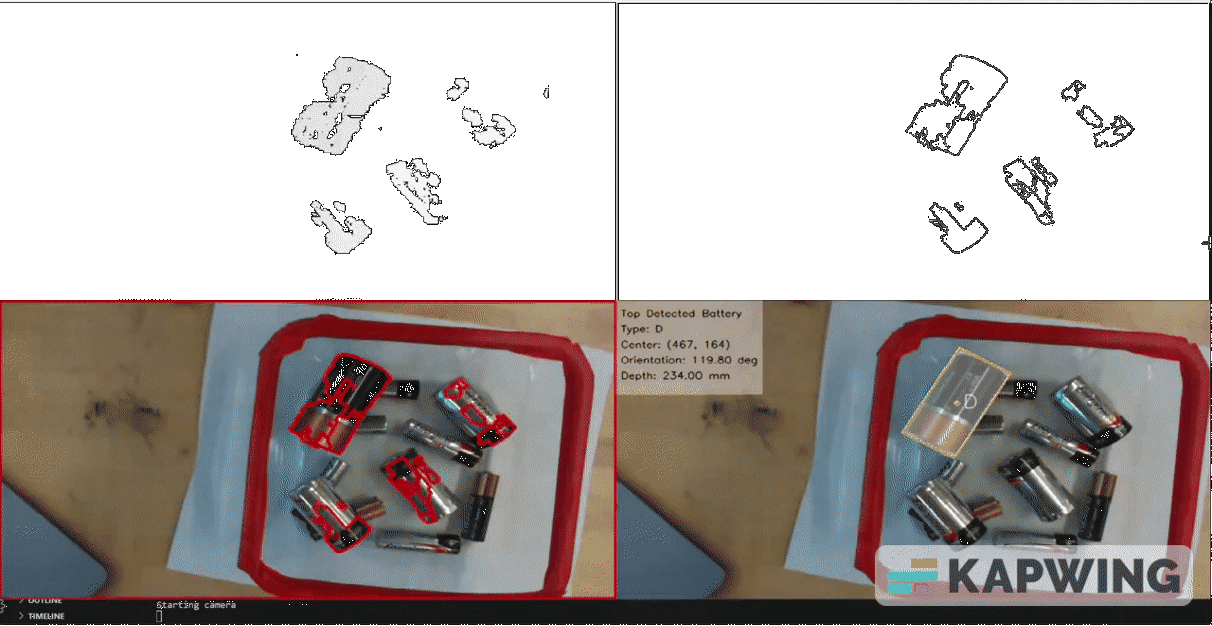 Top Detected Battery
Type: D
Center: (467, 164)
Orientation: 119.80 deg
Depth: 234.00 mm
D
KAPWING
OUTLINE
Starting camera
TIMELINE